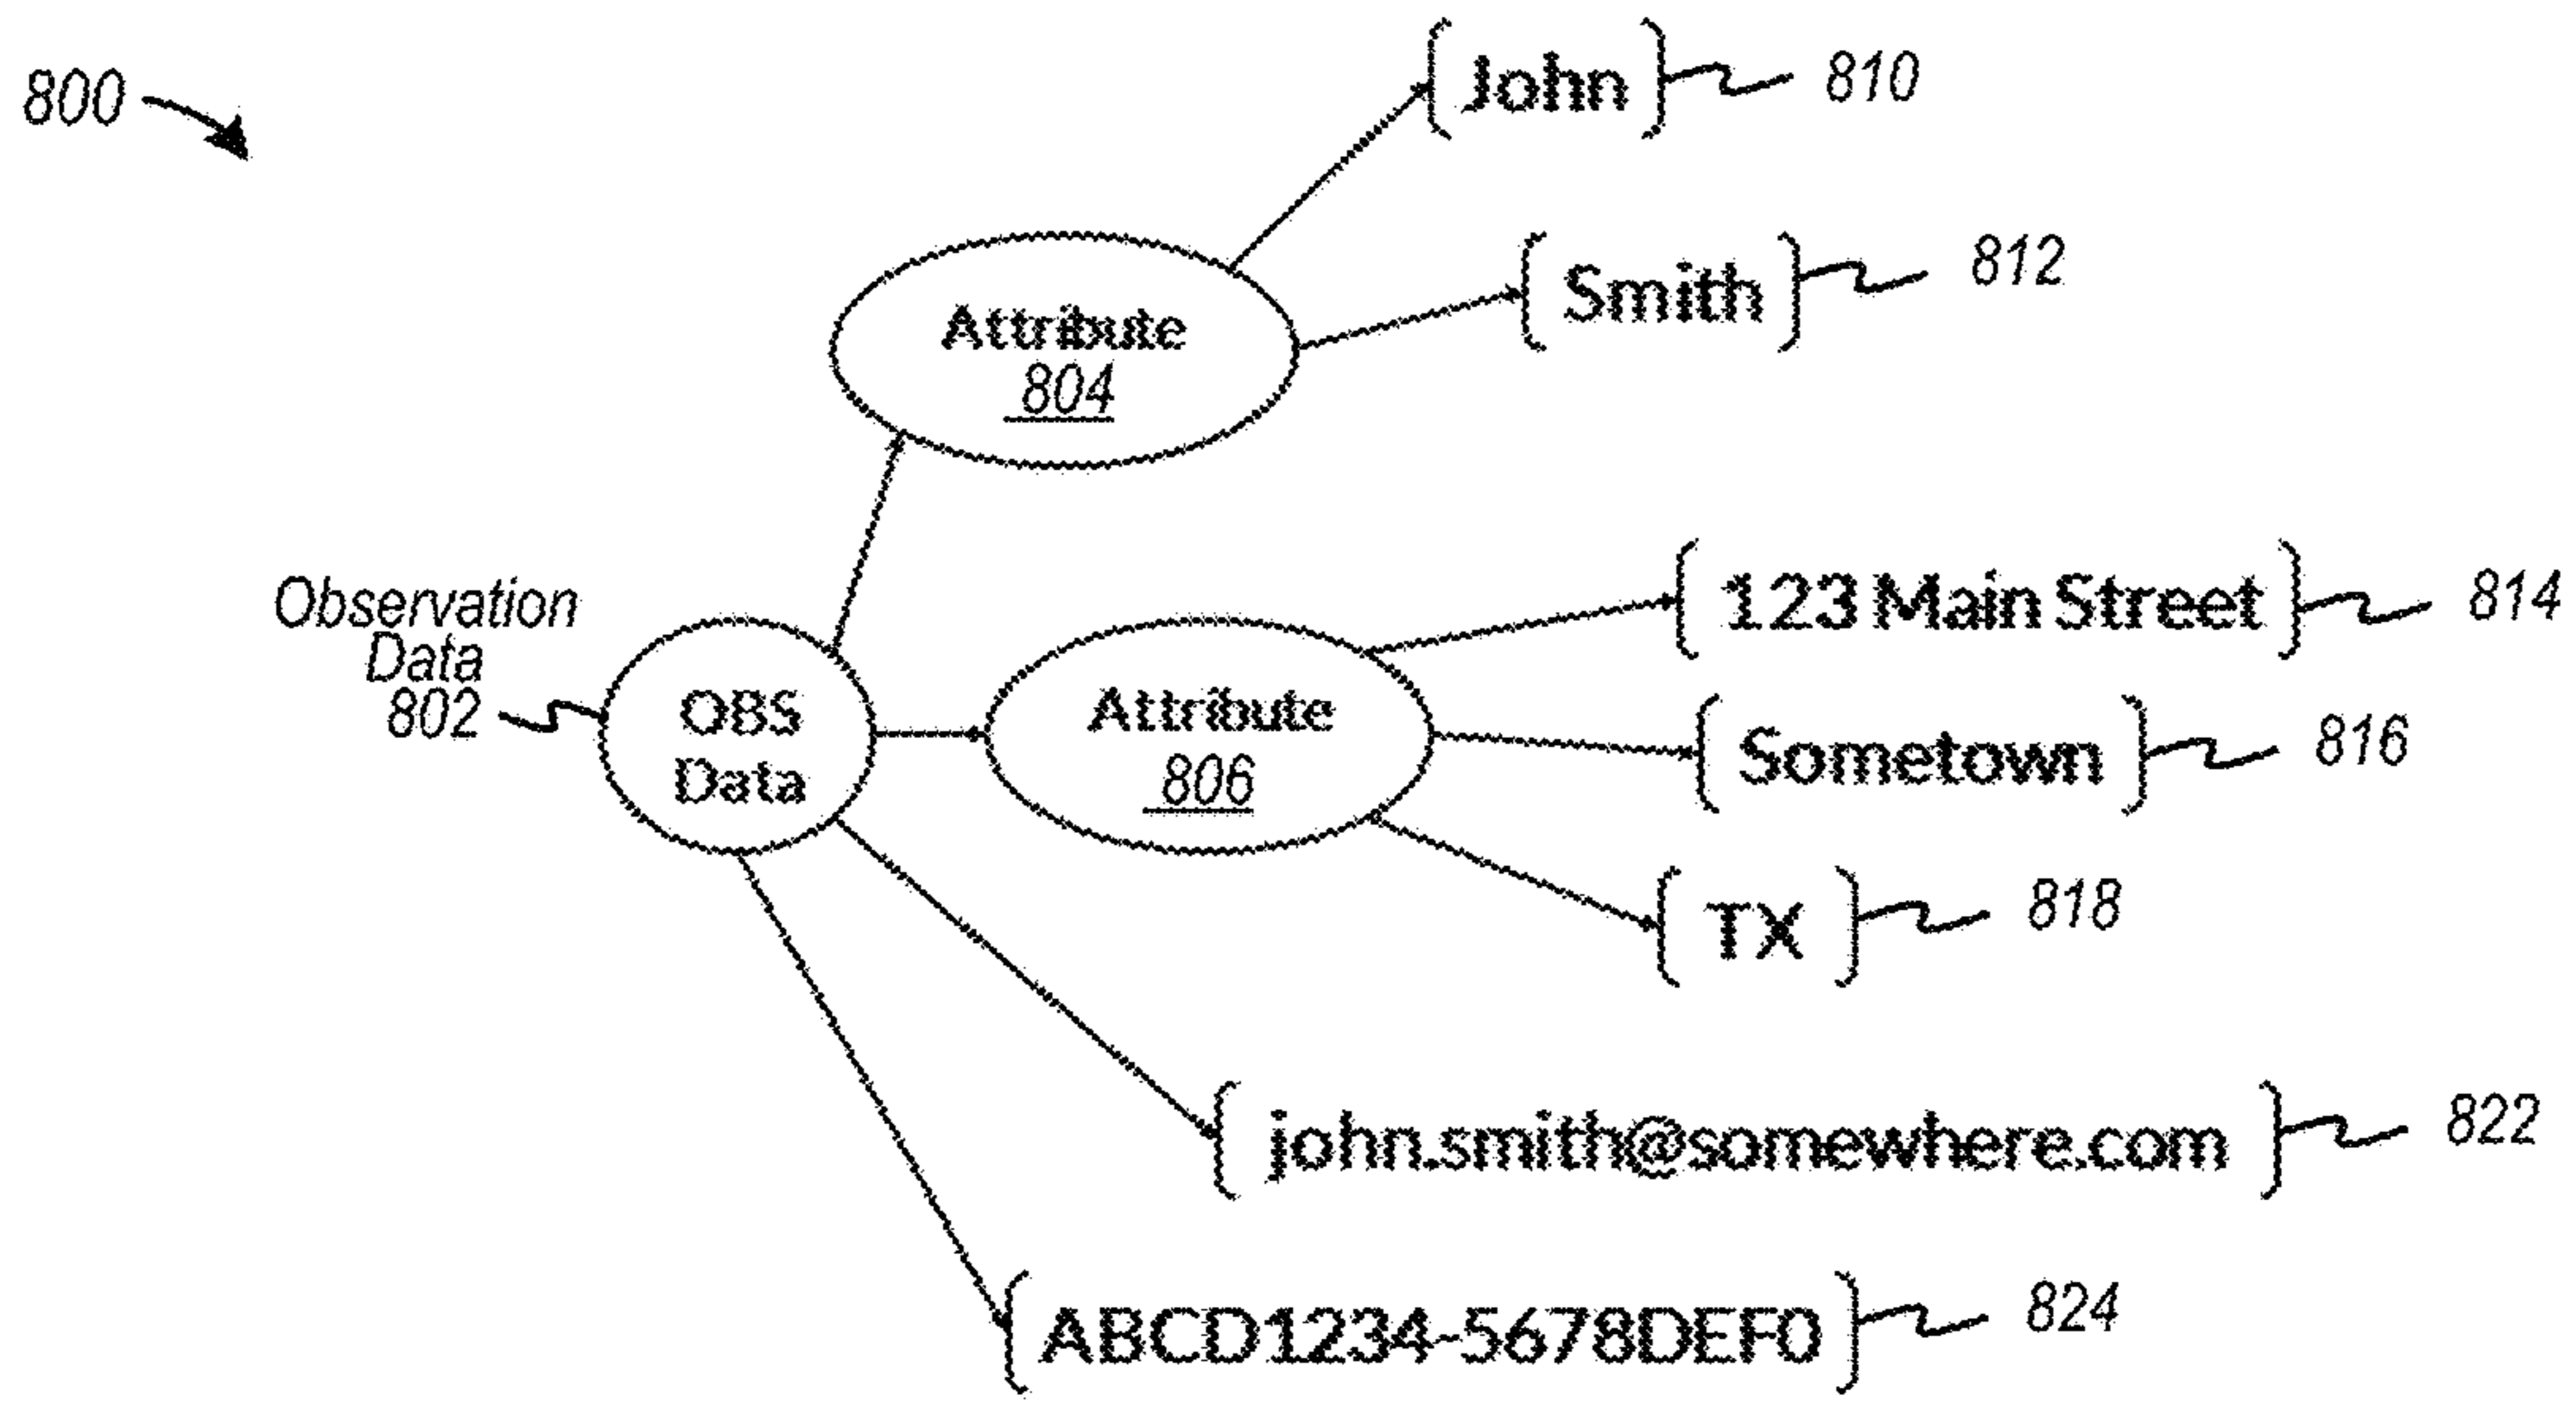 800
John
810
Smith
812
Attribute
804
Observation
Data
802
OBS
Data
Attribute
806
123 Main Street
814
Sometown
816
TX
818
john.smith@somewhere.com
822
ABCD1234-5678DEF0
824